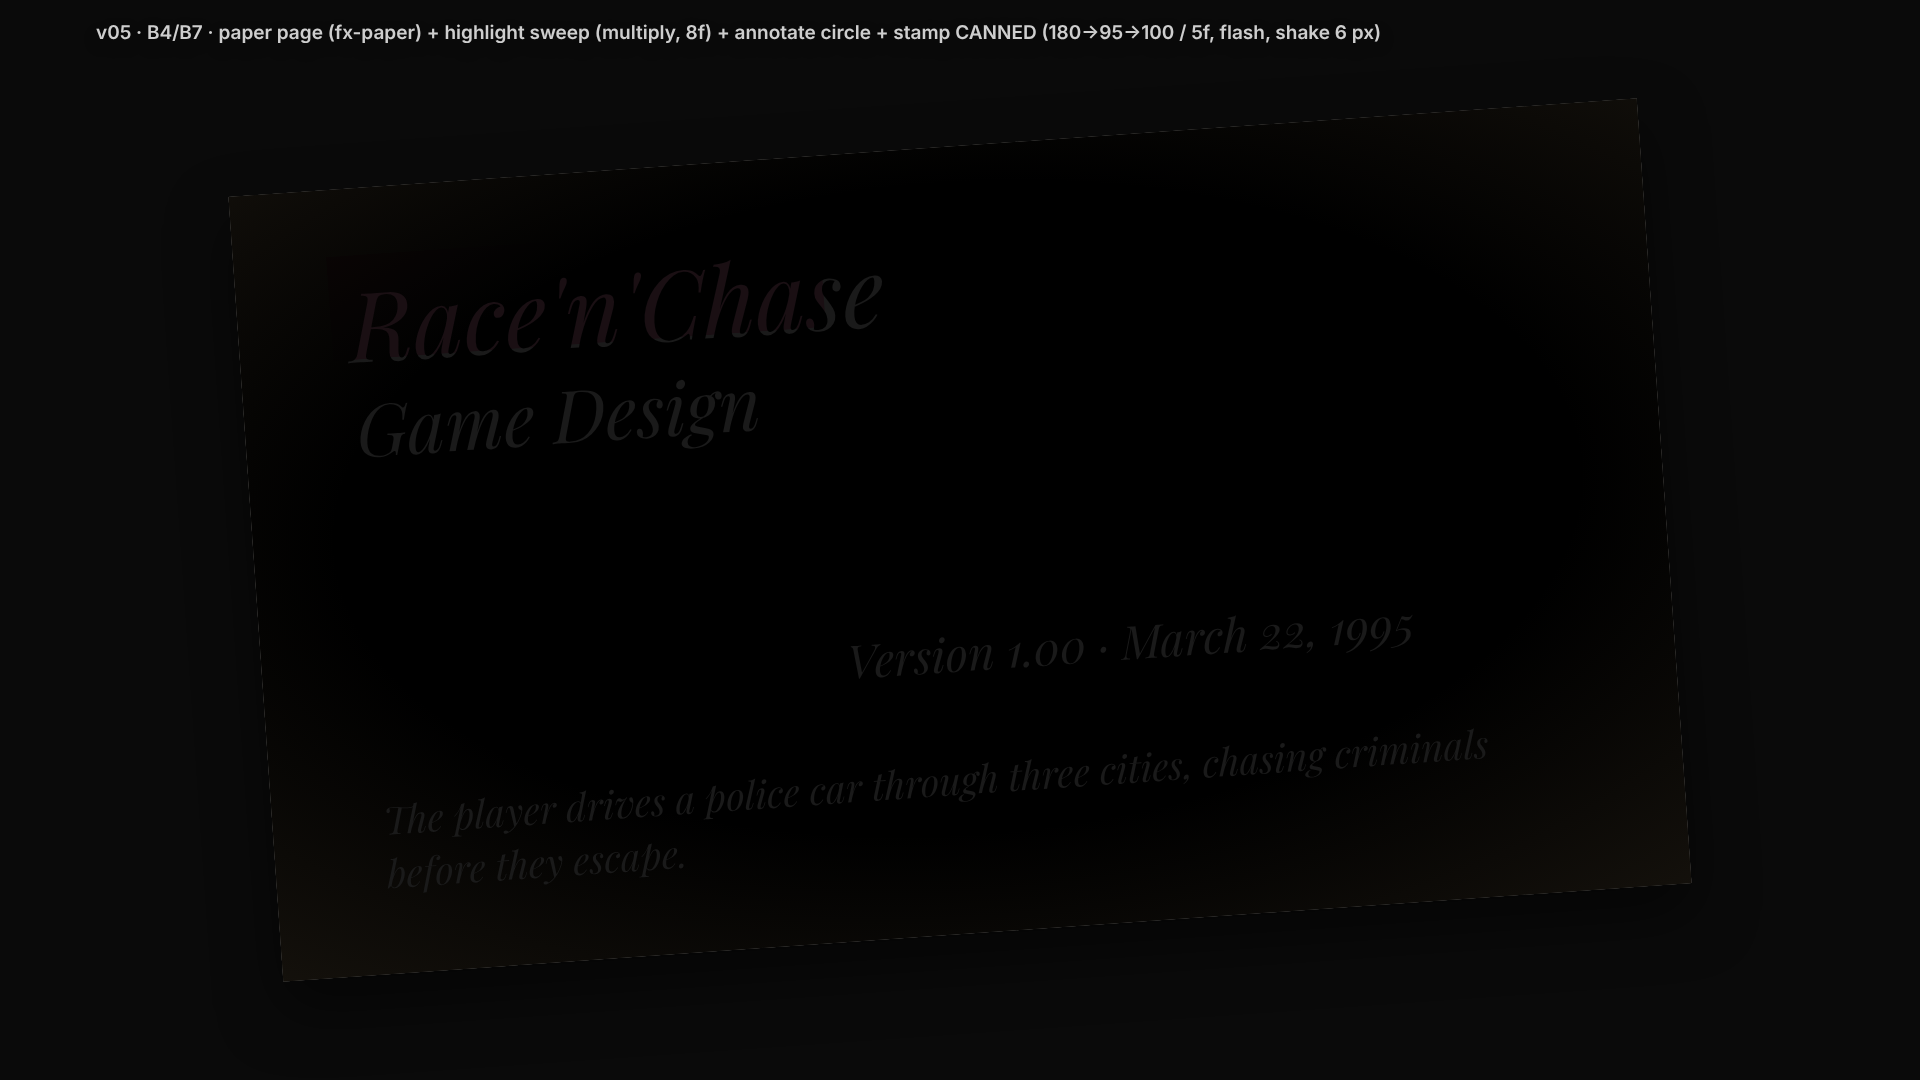 v05 · B4/B7 · paper page (fx-paper) + highlight sweep (multiply, 8f) + annotate circle + stamp CANNED (180→95→100 / 5f, flash, shake 6 px)
Race'n'Chase
Game Design
Version 1.00 · March 22, 1995
The player drives a police car through three cities, chasing criminals
before they escape.